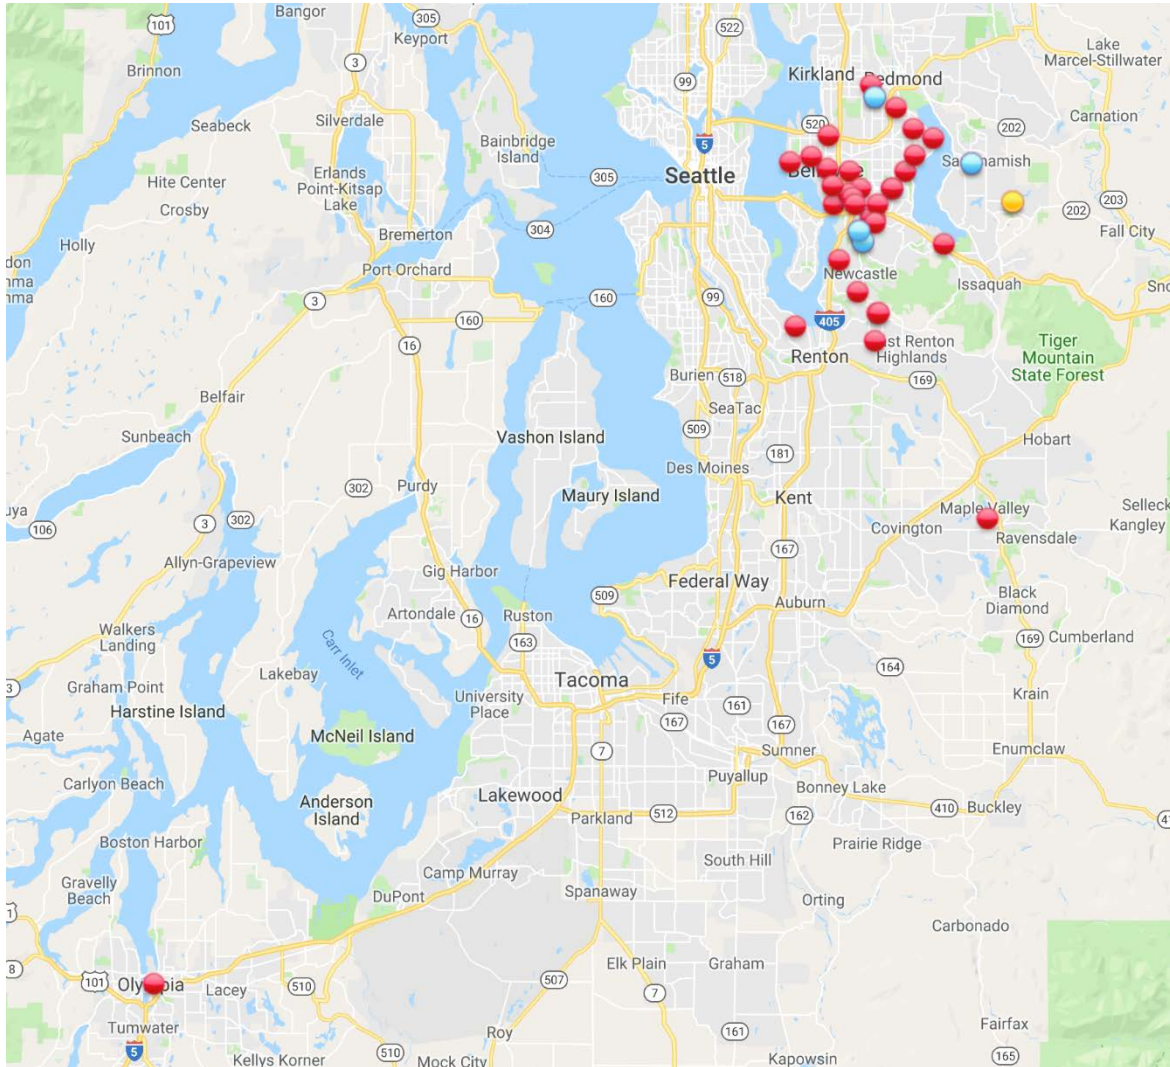 Bangor
305
Keyport
522
101
3
99
Lake
Marcel-Stillwater
Brinnon
Kirkland
Redmond
Carnation
Silverdale
520
Seabeck
Bainbridge
Island
5
202
Erlands
Point-Kitsap
Lake
Seattle
305
Hite Center
Crosby
203
202
Bremerton
304
Fall City
Holly
Port Orchard
Newcastle
Issaquah
3
160
99
160
405
16
Renton
Highlands
Tiger
Mountain
State Forest
Burien
518
169
Belfair
SeaTac
Sunbeach
509
Hobart
Vashon Island
181
Des Moines
302
Purdy
Maury Island
Kent
Maple Valley
Selleck
106
3
302
Covington
Kangley
Ravensdale
167
Allyn-Grapeview
Gig Harbor
Federal Way
509
Black
Diamond
Artondale
Ruston
Auburn
16
163
Walkers
Landing
Carr Inlet
169
Cumberland
5
164
3
Lakebay
Tacoma
Graham Point
University
Place
Fife
161
Krain
Harstine Island
167
167
Agate
McNeil Island
7
Sumner
Enumclaw
Carlyon Beach
Puyallup
Anderson
Island
Lakewood
Bonney Lake
410
Buckley
Parkland
512
162
Boston Harbor
Prairie Ridge
South Hill
Camp Murray
Gravelly
Beach
DuPont
Spanaway
Orting
Carbonado
Elk Plain
Graham
8
101
Lacey
510
507
7
Tumwater
Roy
161
Fairfax
5
Kellys Korner
510
Mock City
Kapowsin
165